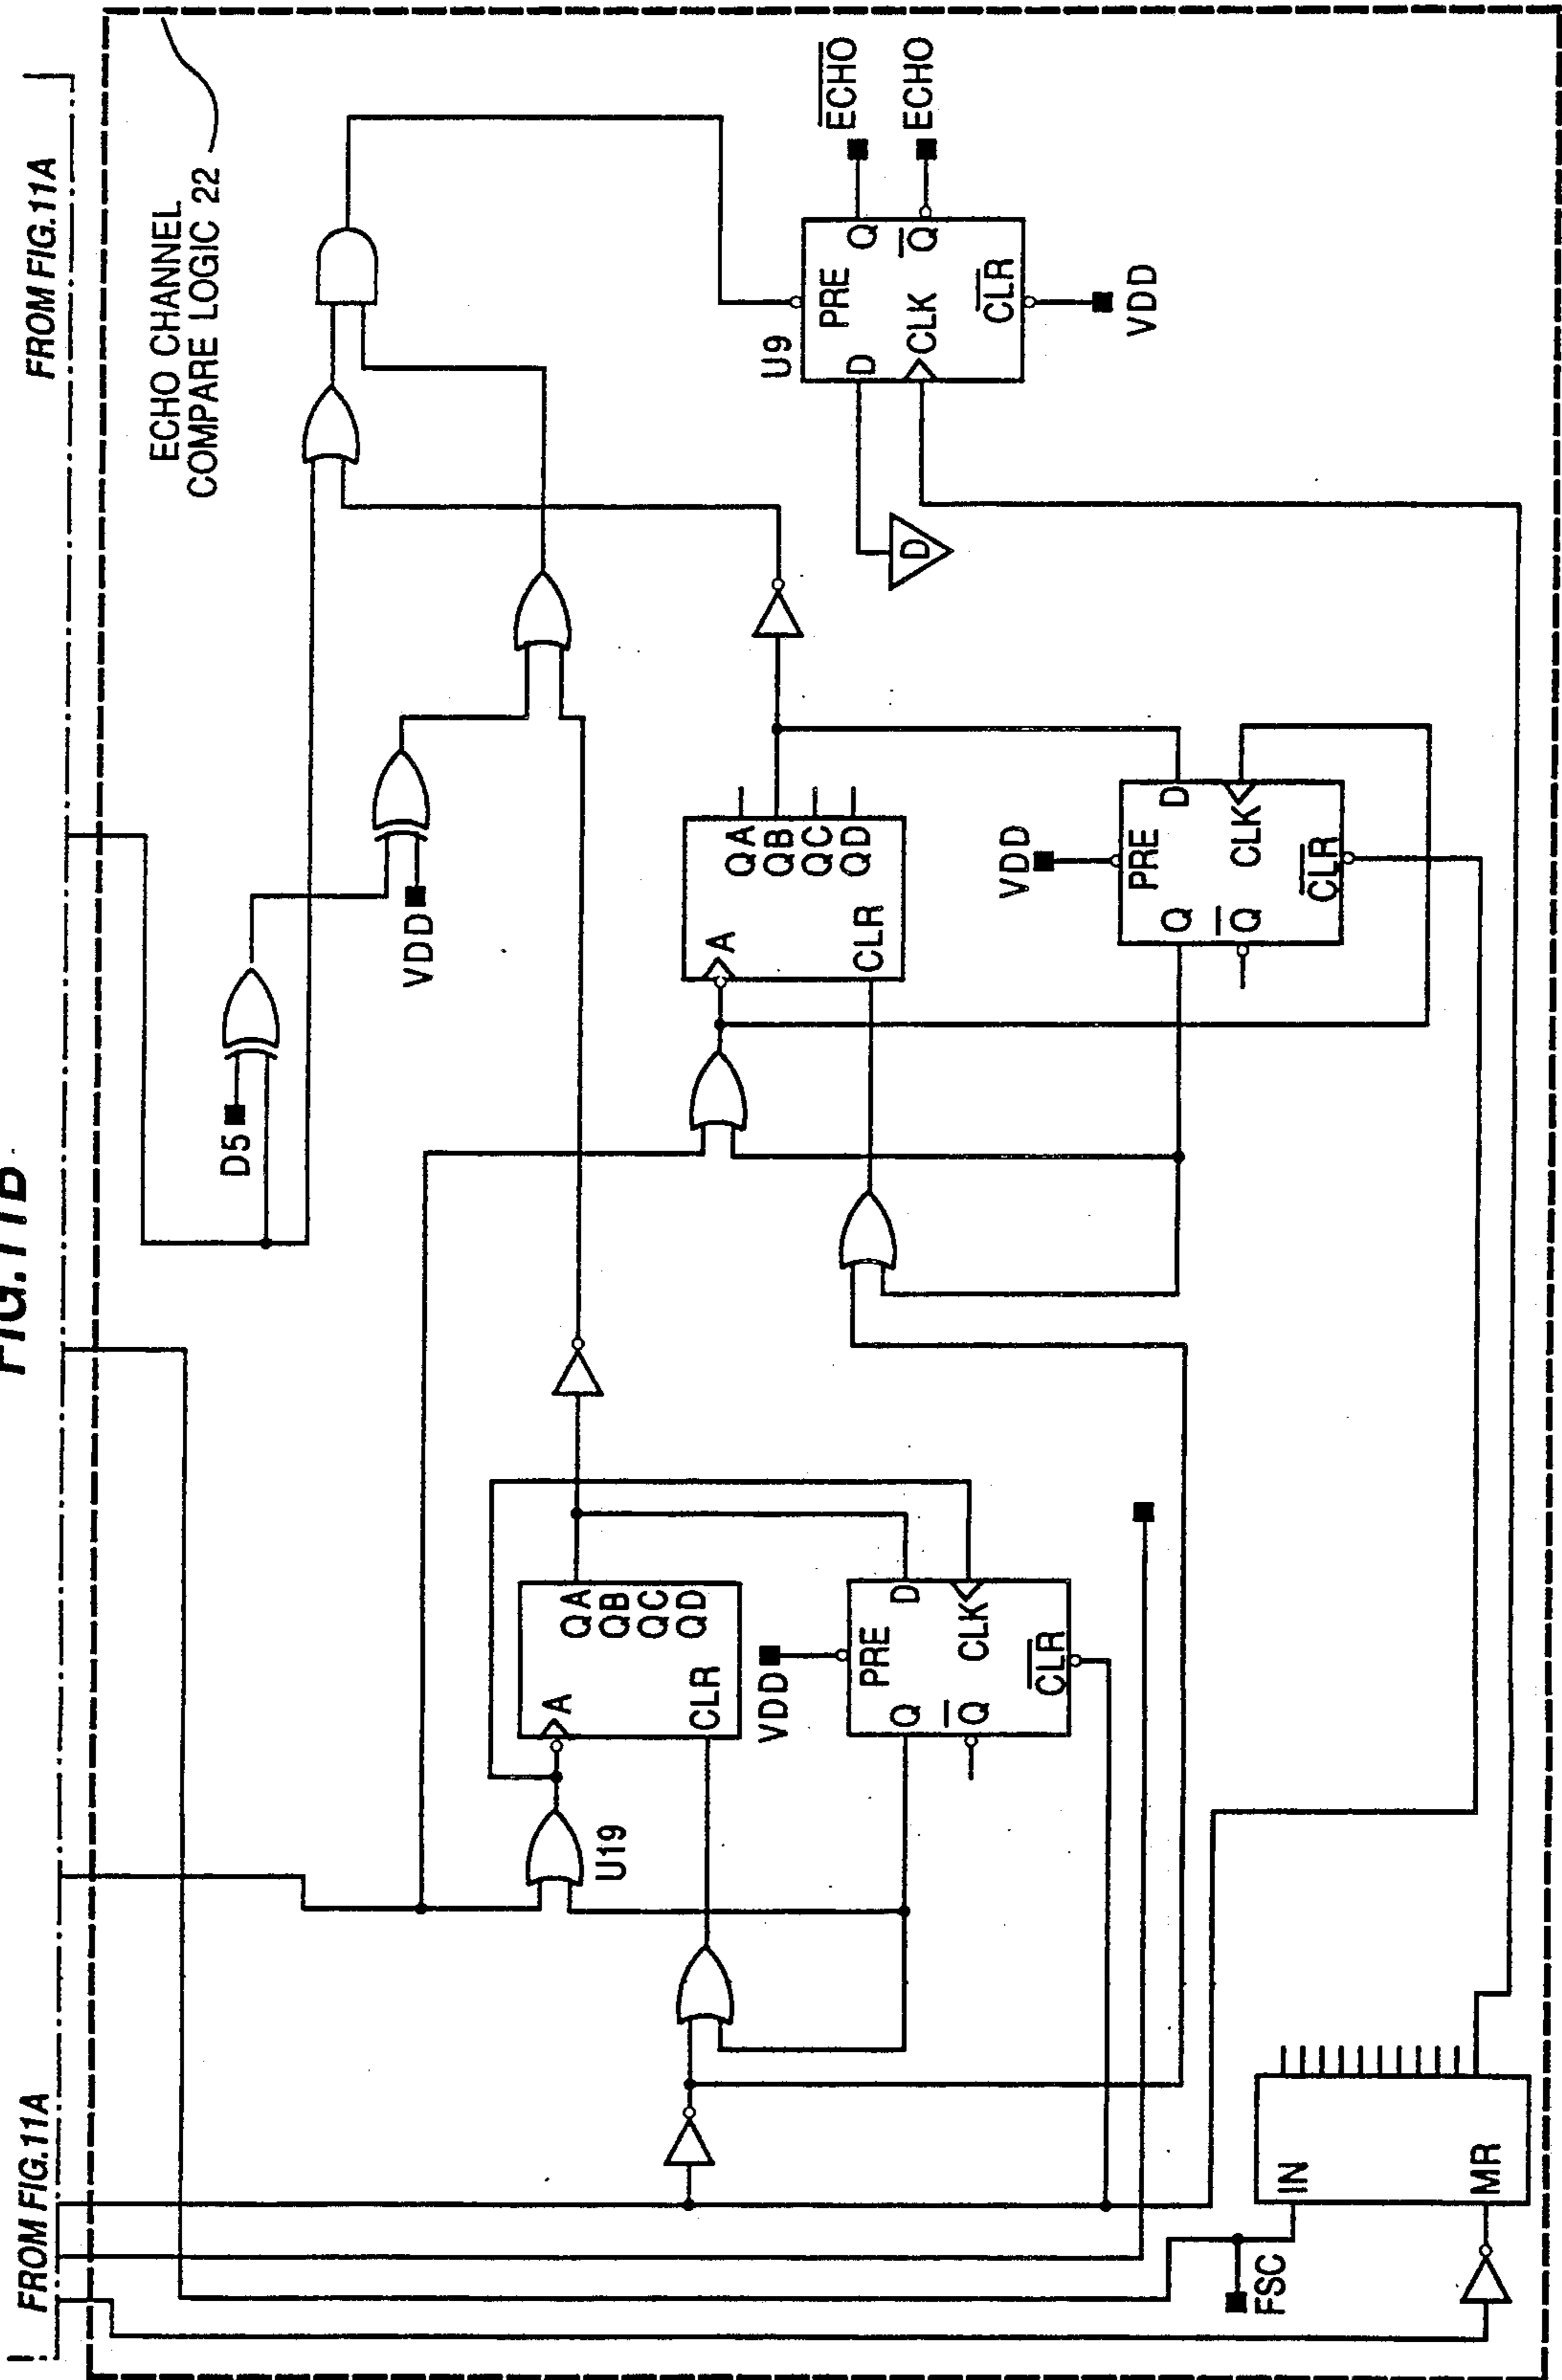 FIG.11B
FROM FIG.11A
FROM FIG.11A
ECHO CHANNEL
COMPARE LOGIC 22
D5
VDD
U19
A
CLR
QA
QB
QC
QD
VDD
PRE
Q
D
Q
CLK
CLR
A
CLR
QA
QB
QC
QD
VDD
PRE
Q
D
Q
CLK
CLR
D
U9
PRE
D
Q
CLK
Q
CLR
ECHO
ECHO
VDD
FSC
IN
MR